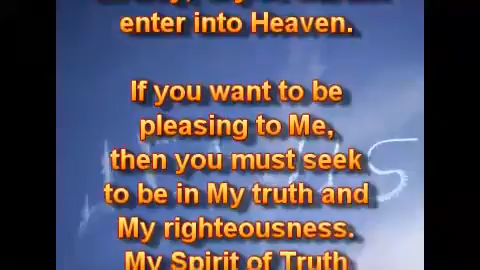 enter into Heaven.
If you want to be
pleasing to Me,
then you must seek
to be in My truth and
My righteousness.
My Spirit of Truth